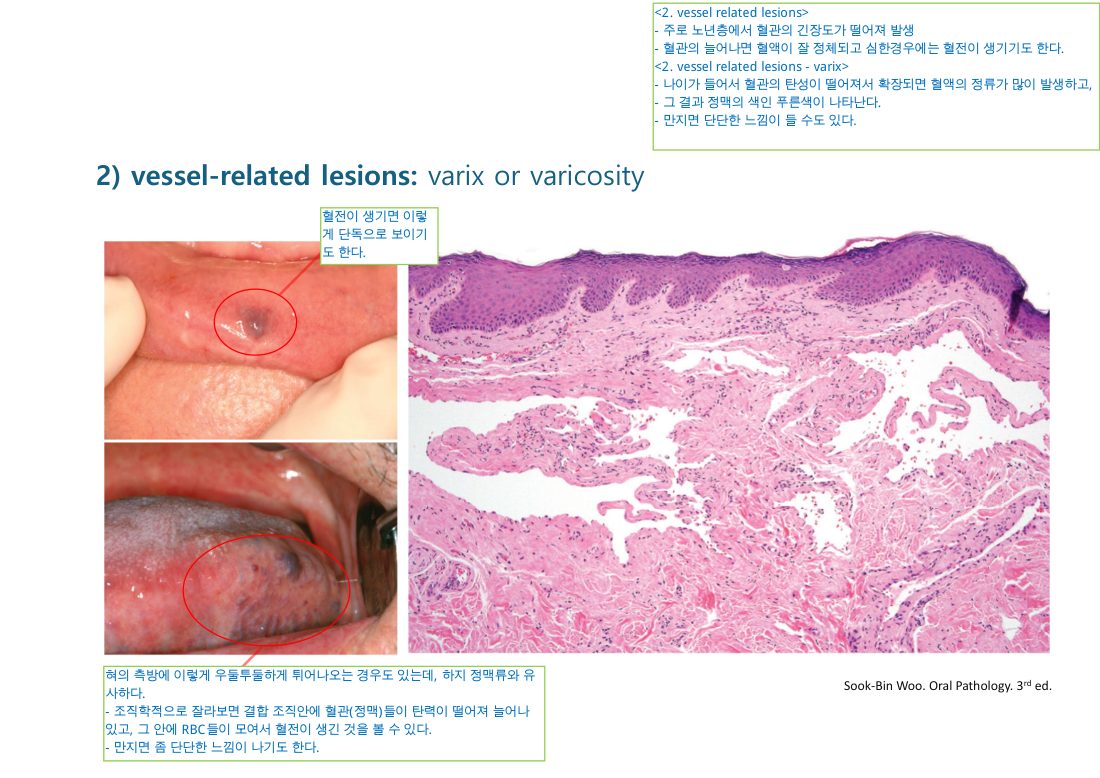 <2. vessel related lesions>
- 주로 노년층에서 혈관의 긴장도가 떨어져 발생
- 혈관의 늘어나면 혈액이 잘 정체되고 심한경우에는 혈전이 생기기도 한다.
<2. vessel related lesions - varix>
- 나이가 들어서 혈관의 탄성이 떨어져서 확장되면 혈액의 정류가 많이 발생하고,
- 그 결과 정맥의 색인 푸른색이 나타난다.
- 만지면 단단한 느낌이 들 수도 있다.
2) vessel-related lesions: varix or varicosity
혈전이 생기면 이렇
게 단독으로 보이기
도 한다.
혀의 측방에 이렇게 우둘투둘하게 튀어나오는 경우도 있는데, 하지 정맥류와 유
사하다.
- 조직학적으로 잘라보면 결합 조직안에 혈관(정맥)들이 탄력이 떨어져 늘어나
있고, 그 안에 RBC들이 모여서 혈전이 생긴 것을 볼 수 있다.
- 만지면 좀 단단한 느낌이 나기도 한다.
Sook-Bin Woo. Oral Pathology. 3rd ed.